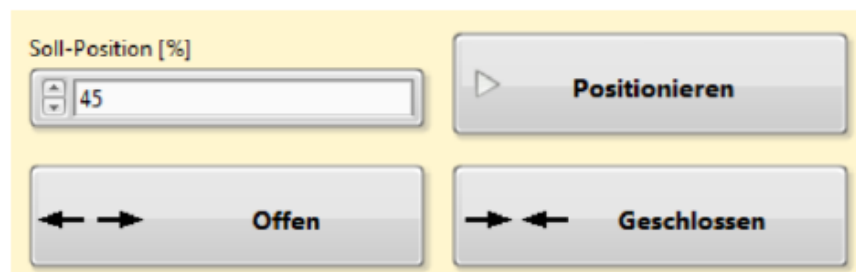 Soll-Position [%]
45
Positionieren
Offen
Geschlossen